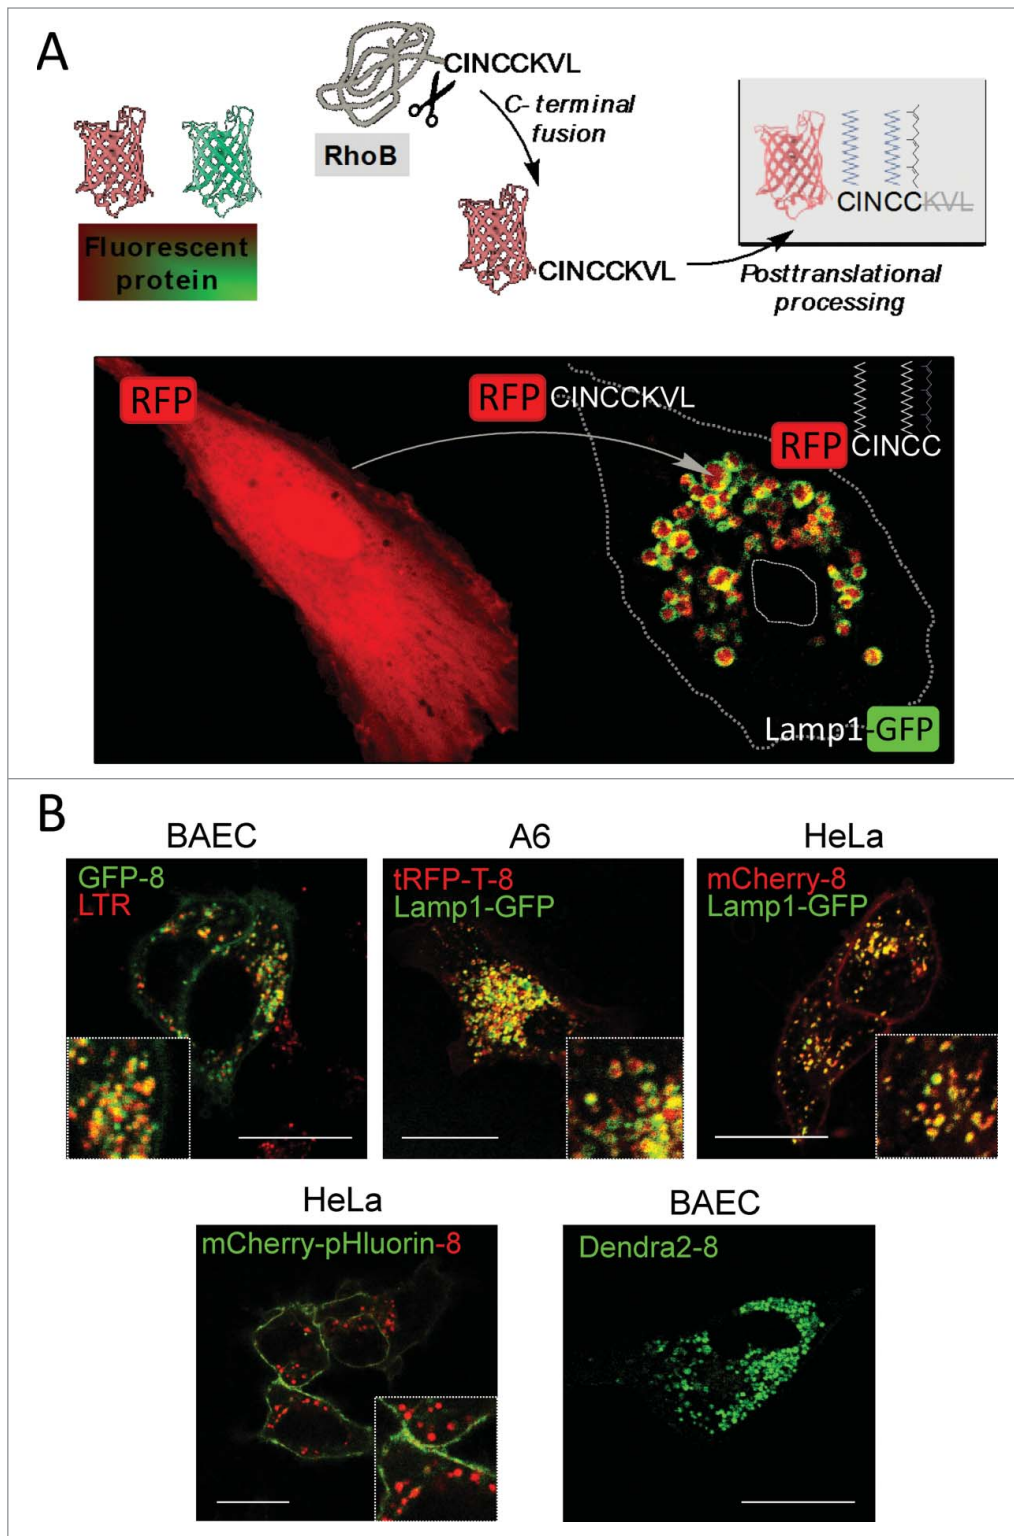 A
CINCCKVL
C-terminal
fusion
RhoB
Fluorescent
protein
CINCCKVL
CINCCKVL
Posttranslational
processing
RFP
RFP CINCCKVL
RFP CINCC
Lamp1-GFP
B
BAEC
A6
HeLa
GFP-8
LTR
tRFP-T-8
Lamp1-GFP
mCherry-8
Lamp1-GFP
HeLa
BAEC
mCherry-pHluorin-8
Dendra2-8